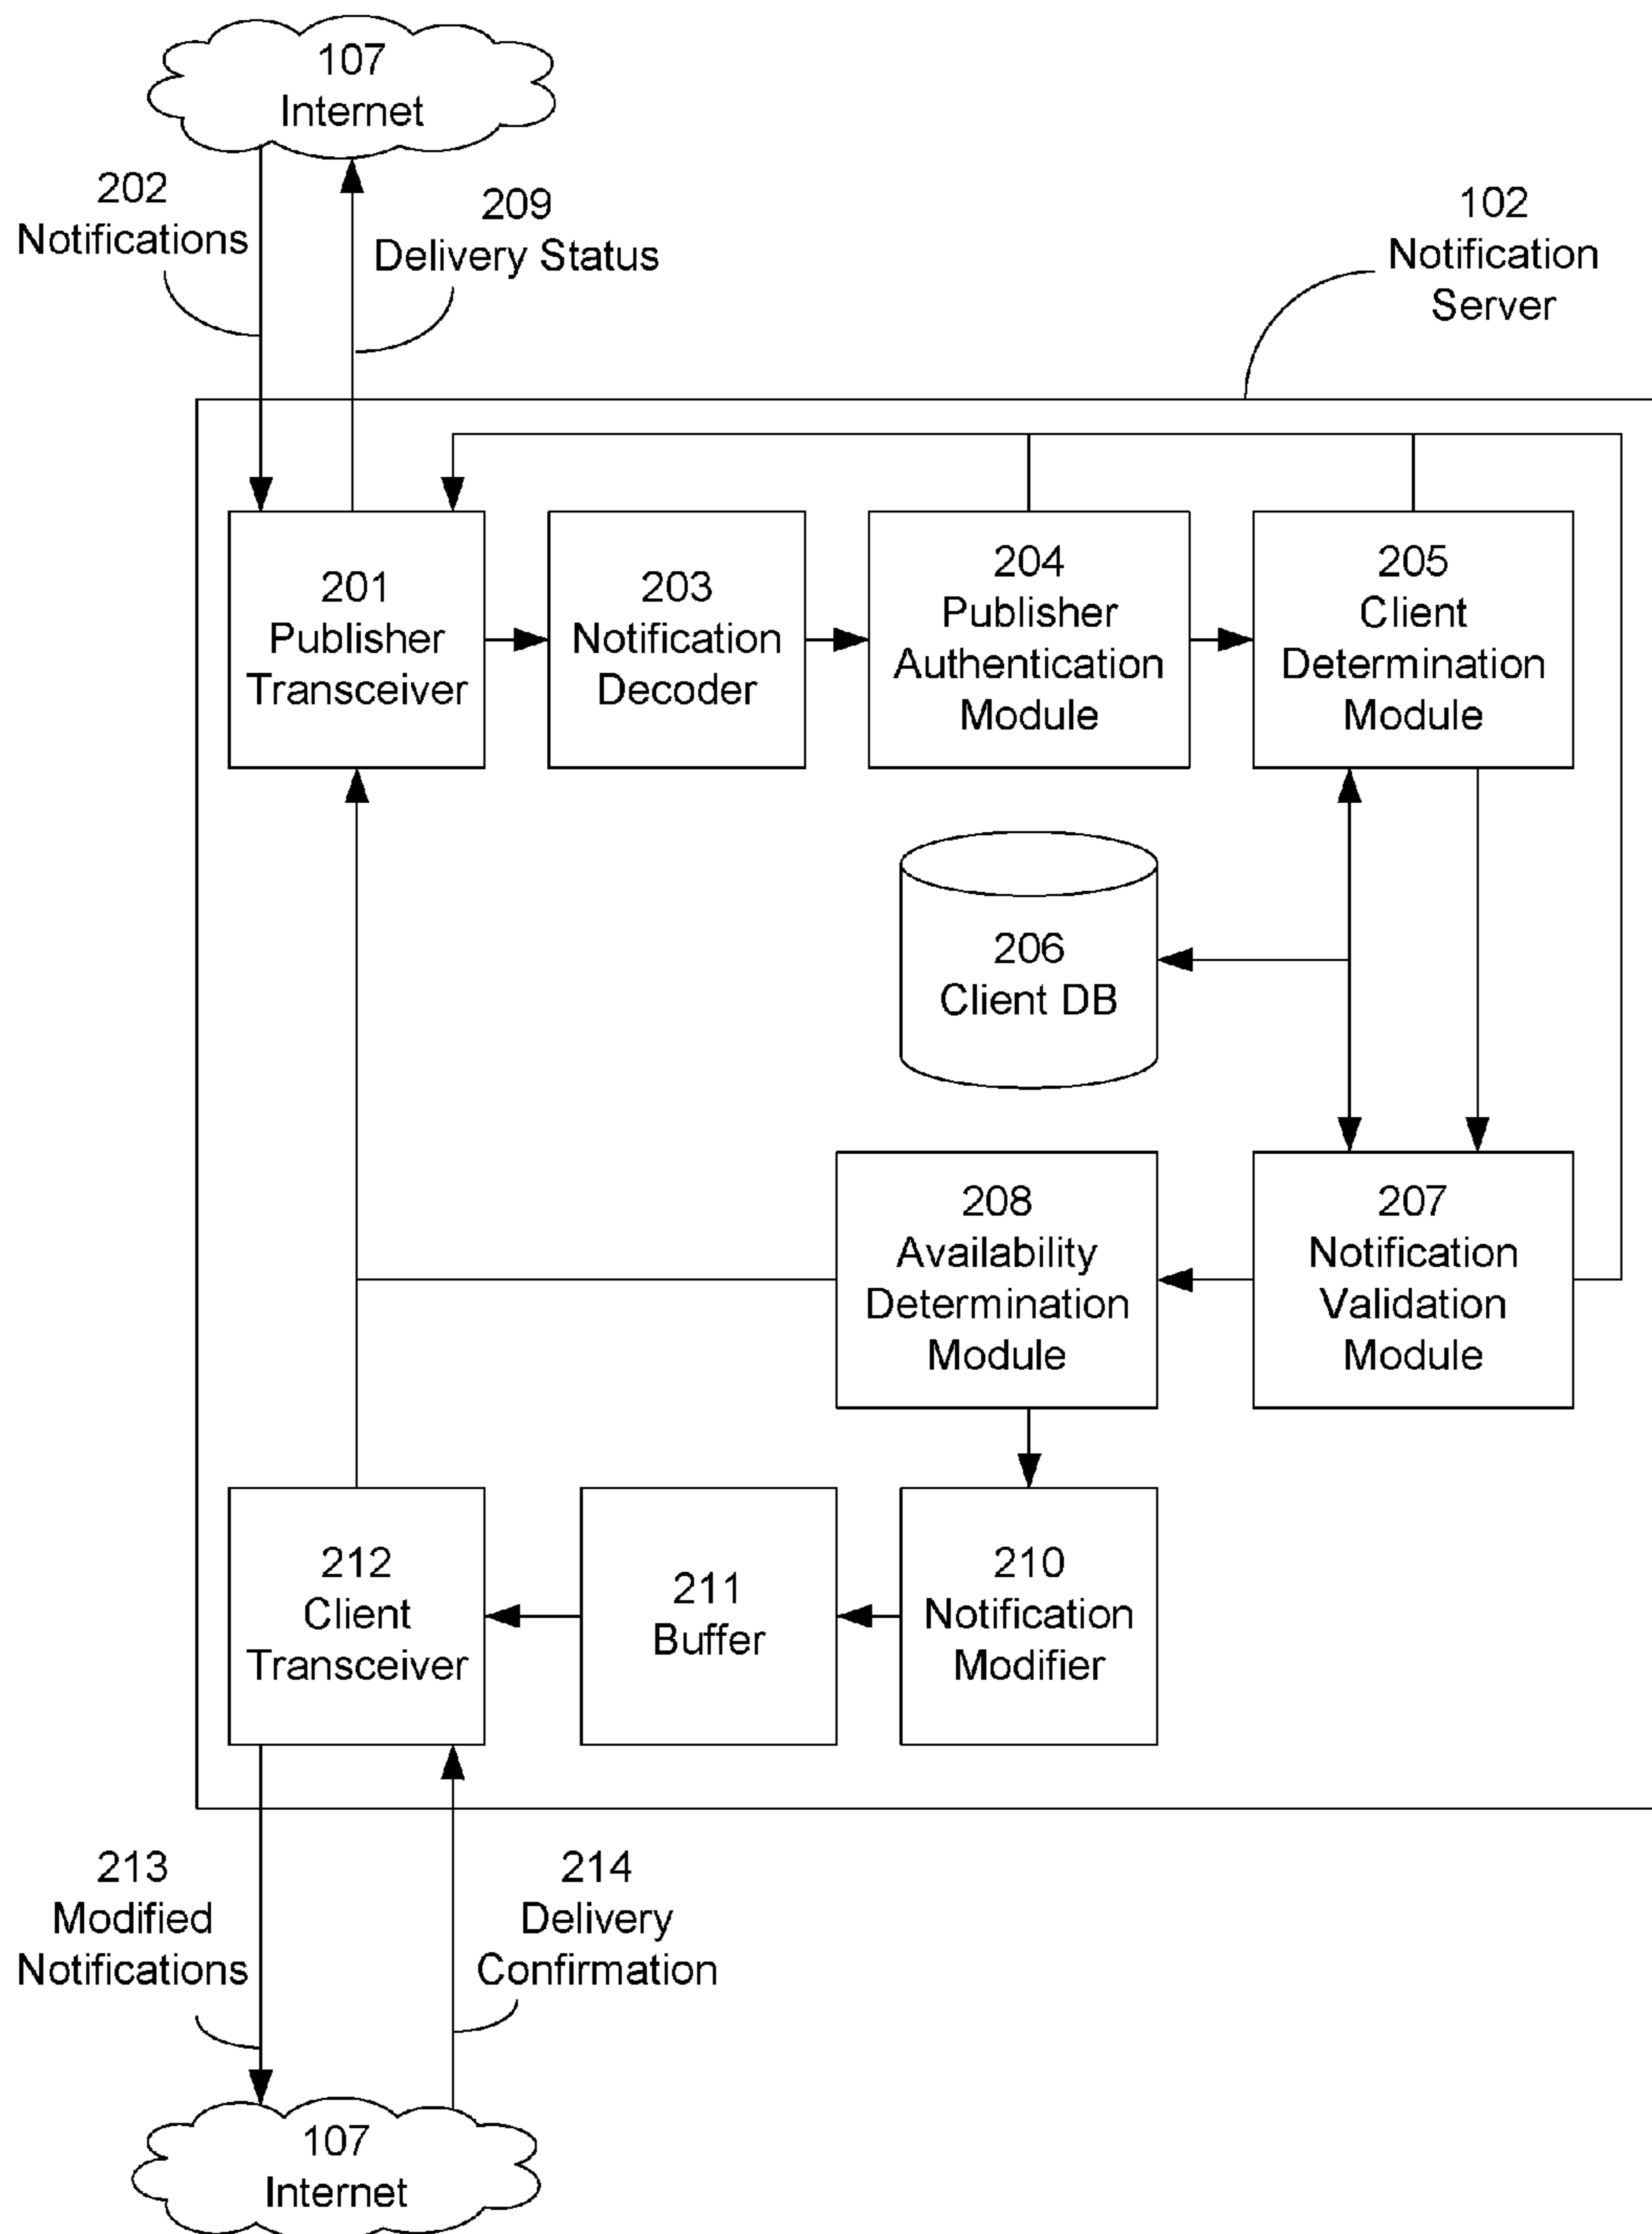 107
Internet
202
Notifications
209
Delivery Status
102
Notification
Server
201
Publisher
Transceiver
203
Notification
Decoder
204
Publisher
Authentication
Module
205
Client
Determination
Module
206
Client DB
208
Availability
Determination
Module
207
Notification
Validation
Module
212
Client
Transceiver
211
Buffer
210
Notification
Modifier
213
Modified
Notifications
214
Delivery
Confirmation
107
Internet